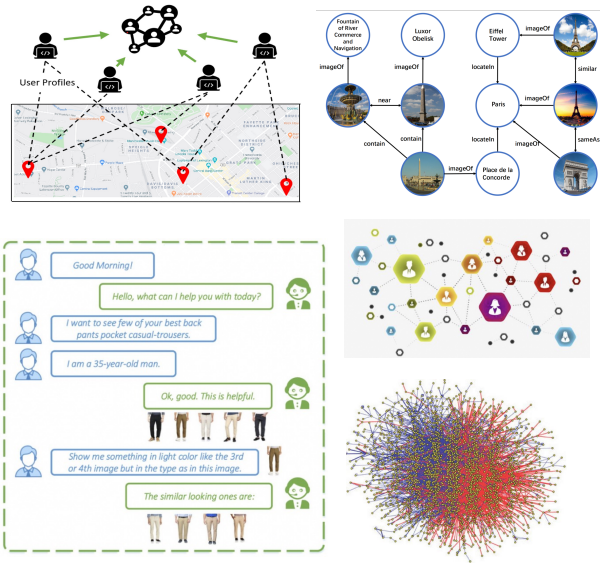 User Profiles
Fountain
of River
Commerce
and
Navigation
Luxor
Obelisk
Eiffel
Tower
imageOf
imageOf
imageOf
locateIn
similar
near
Paris
imageOf
contain
contain
locateIn
imageOf
sameAs
imageOf
Place de la
Concorde
Good Morning!
Hello, what can I help you with today?
I want to see few of your best back
pants pocket casual-trousers.
I am a 35-year-old man.
Ok, good. This is helpful.
Show me something in light color like the 3rd
or 4th image but in the type as in this image.
The similar looking ones are: